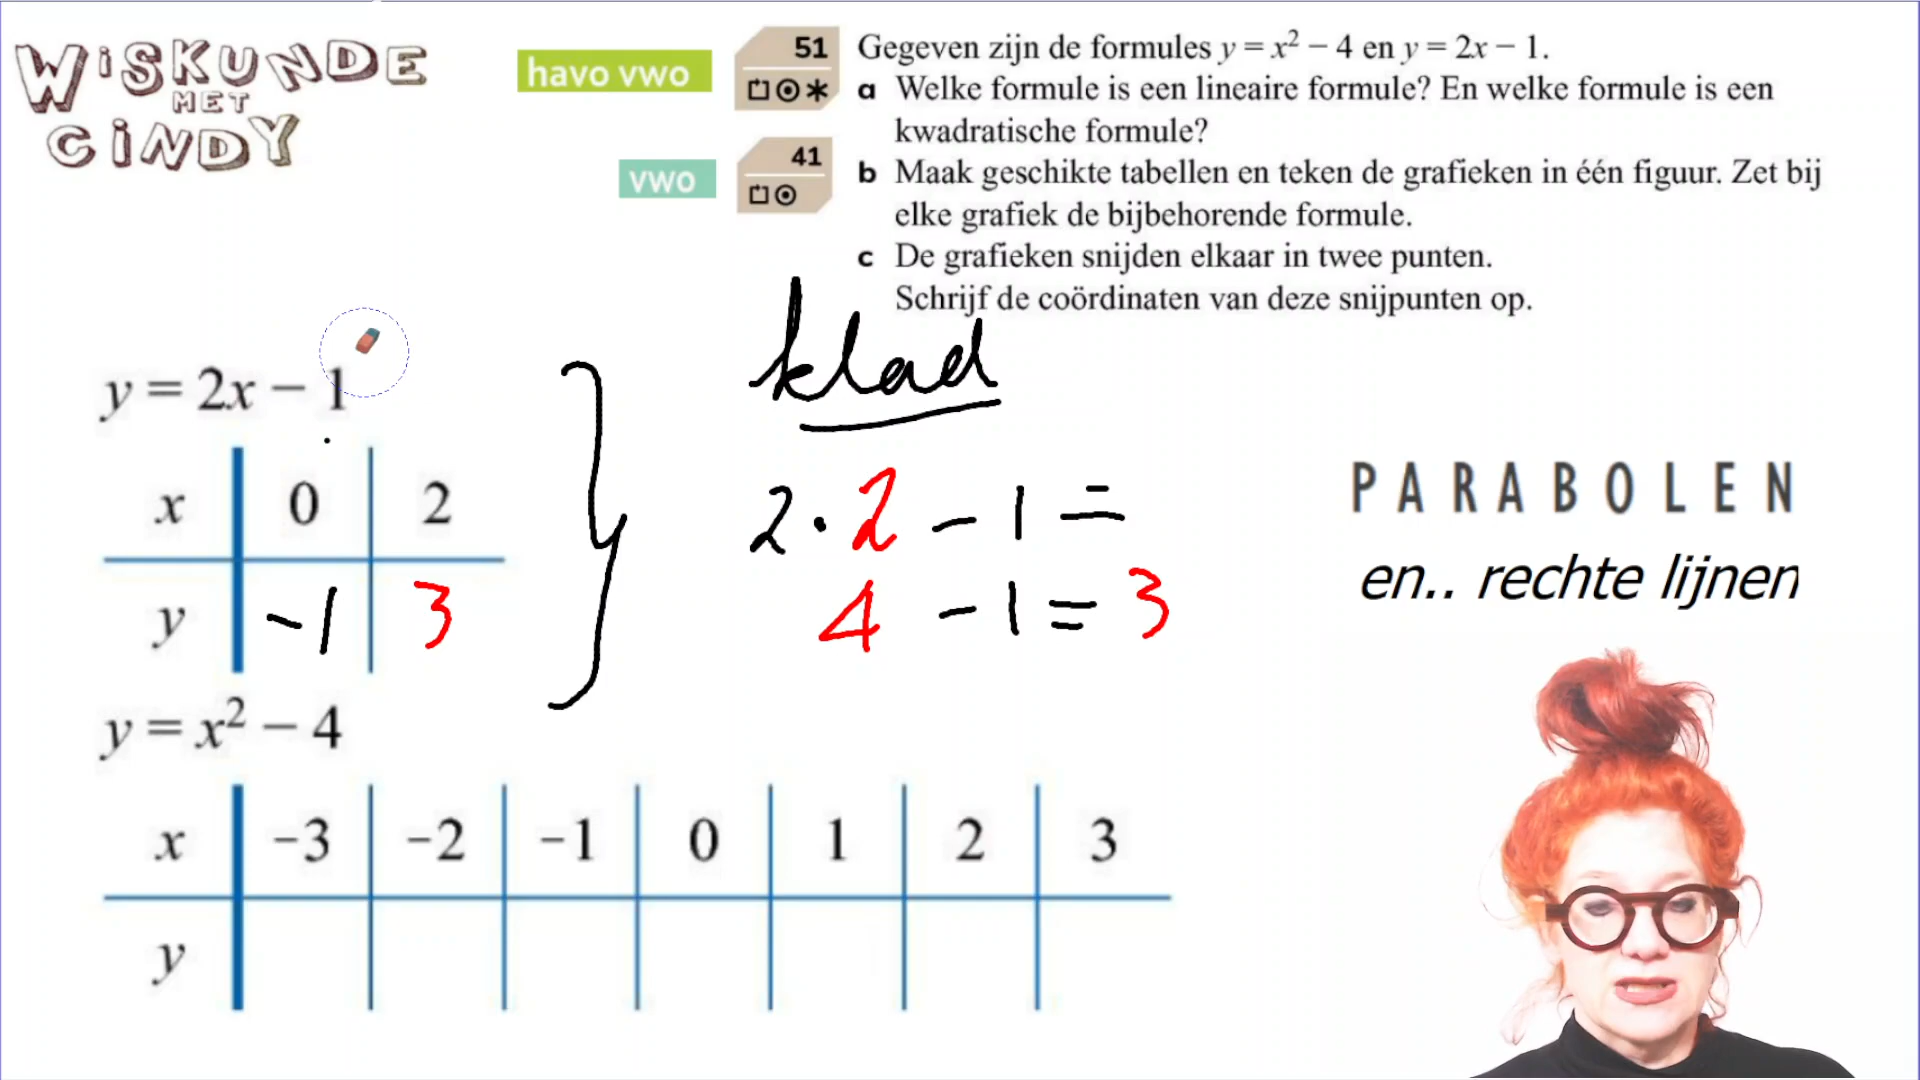 WiSKUNDE
MET
CiNDY
havo vwo
51
Gegeven zijn de formules y = x² − 4 en y = 2x − 1.
a Welke formule is een lineaire formule? En welke formule is een
kwadratische formule?
vwo
41
b Maak geschikte tabellen en teken de grafieken in één figuur. Zet bij
elke grafiek de bijbehorende formule.
c De grafieken snijden elkaar in twee punten.
Schrijf de coördinaten van deze snijpunten op.
klad
y = 2x − 1
x 0 2
y -1 3
2 · 2 - 1 =
4 - 1 = 3
PARABOLEN
en.. rechte lijnen
y = x² − 4
x -3 -2 -1 0 1 2 3
y